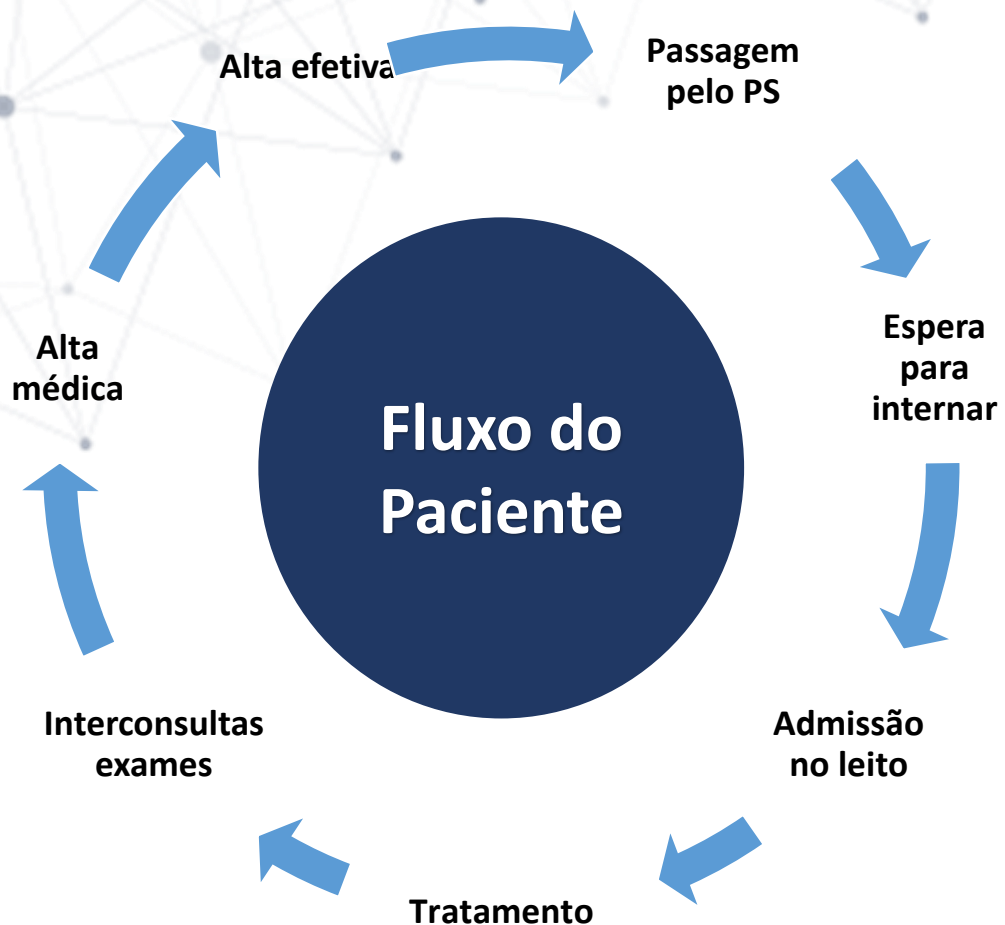 Alta efetiva
Passagem
pelo PS
Espera
para
internar
Admissão
no leito
Tratamento
Interconsultas
exames
Alta
médica
Fluxo do
Paciente